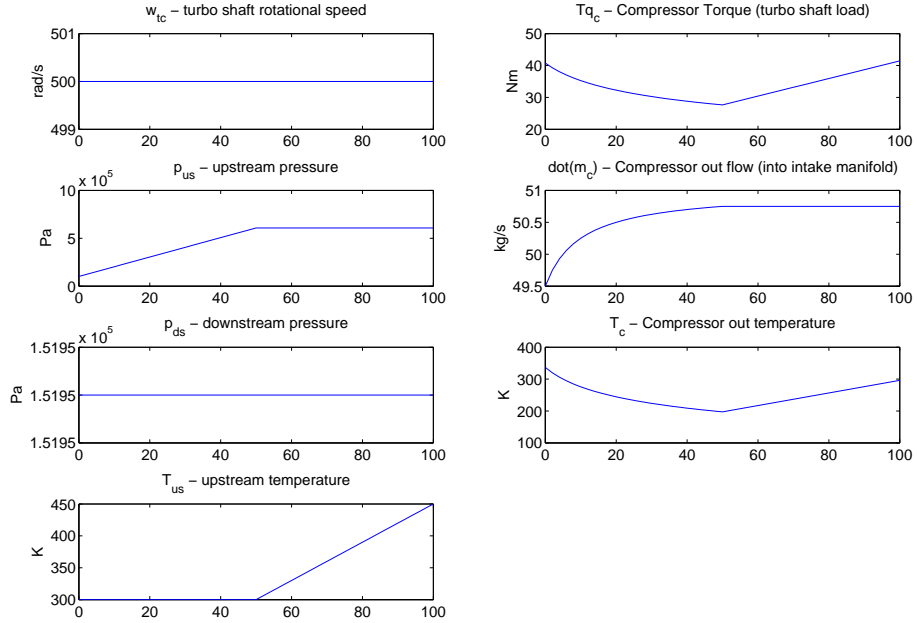 w_tc – turbo shaft rotational speed
501
500
499
rad/s
0 20 40 60 80 100
p_us – upstream pressure
x 10^5
10
5
0
Pa
0 20 40 60 80 100
p_ds – downstream pressure
x 10^5
1.5195
1.5195
1.5195
Pa
0 20 40 60 80 100
T_us – upstream temperature
450
400
350
300
K
0 20 40 60 80 100
Tq_c – Compressor Torque (turbo shaft load)
50
40
30
20
Nm
0 20 40 60 80 100
dot(m_c) – Compressor out flow (into intake manifold)
51
50.5
50
49.5
kg/s
0 20 40 60 80 100
T_c – Compressor out temperature
400
300
200
100
K
0 20 40 60 80 100